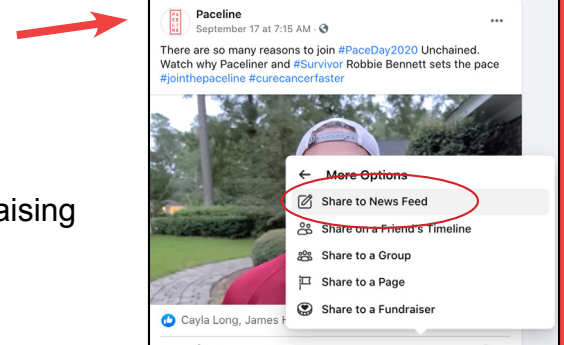 Paceline
September 17 at 7:15 AM ·
There are so many reasons to join #PaceDay2020 Unchained.
Watch why Paceliner and #Survivor Robbie Bennett sets the pace
#jointhepaceline #curecancerfaster
More Options
Share to News Feed
aising
Share on a Friend's Timeline
Share to a Group
Share to a Page
Share to a Fundraiser
Cayla Long, James H